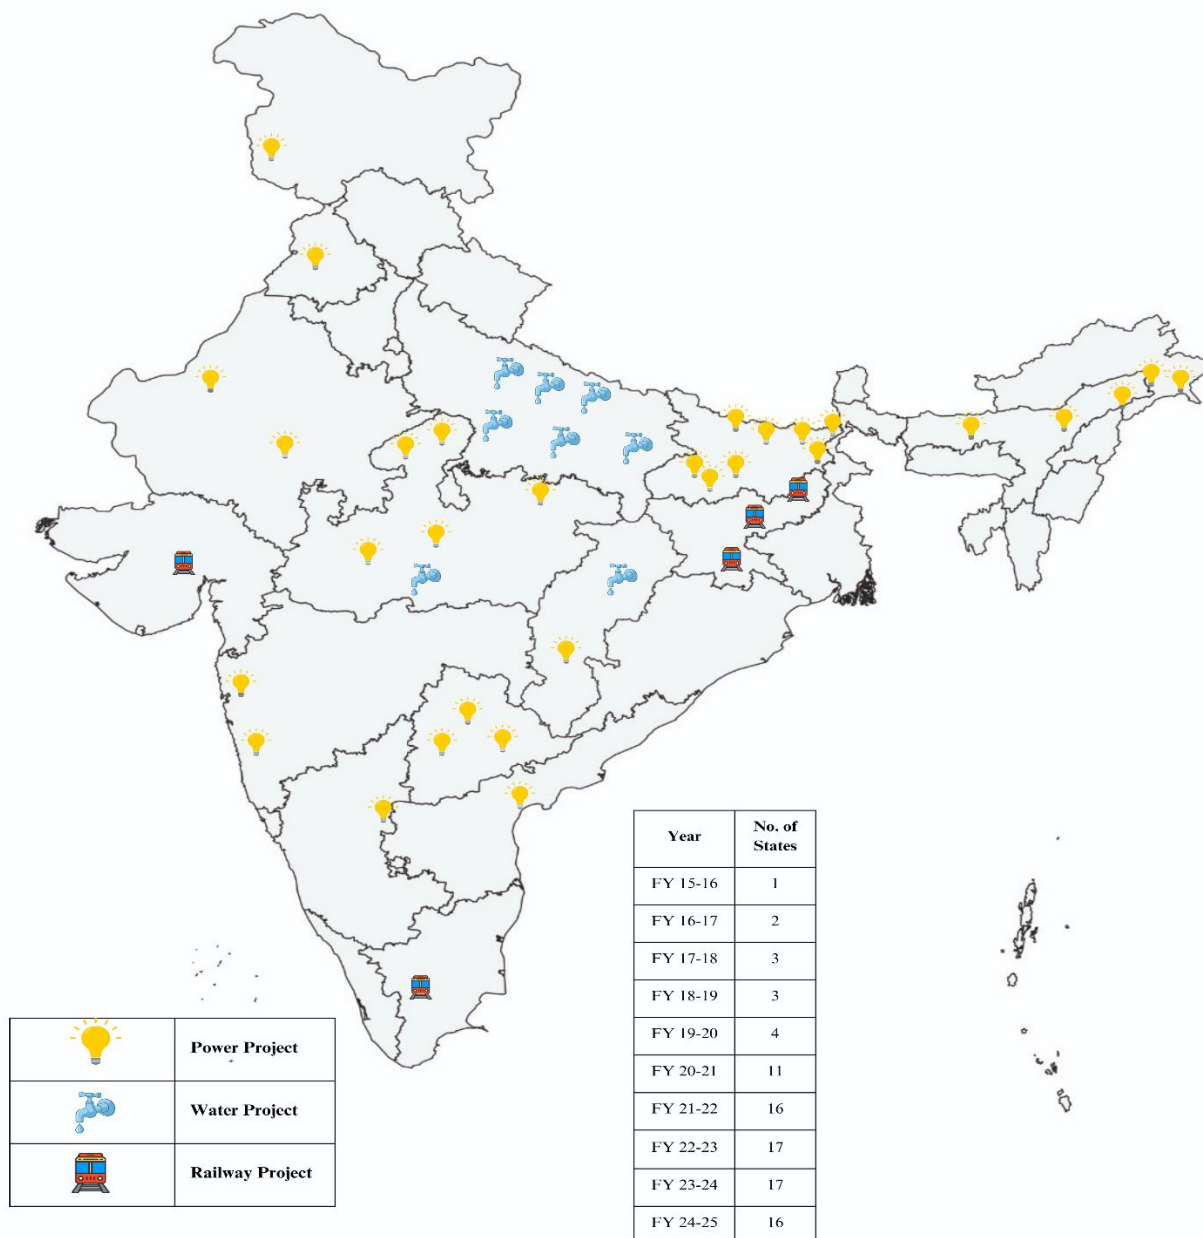 Year No. of States
FY 15-16 1
FY 16-17 2
FY 17-18 3
FY 18-19 3
FY 19-20 4
FY 20-21 11
FY 21-22 16
FY 22-23 17
FY 23-24 17
FY 24-25 16
Power Project
Water Project
Railway Project